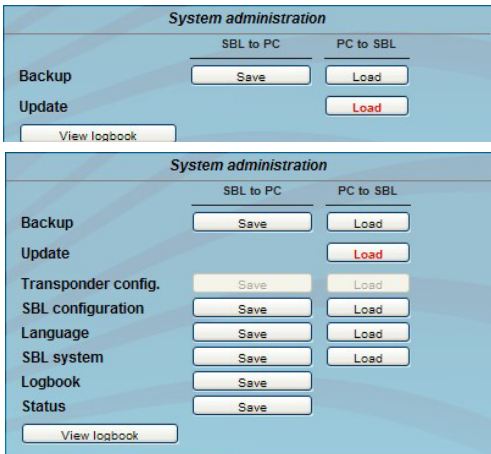 System administration
SBL to PC PC to SBL
Backup Save Load
Update Load
View logbook
System administration
SBL to PC PC to SBL
Backup Save Load
Update Load
Transponder config. Save Load
SBL configuration Save Load
Language Save Load
SBL system Save Load
Logbook Save
Status Save
View logbook